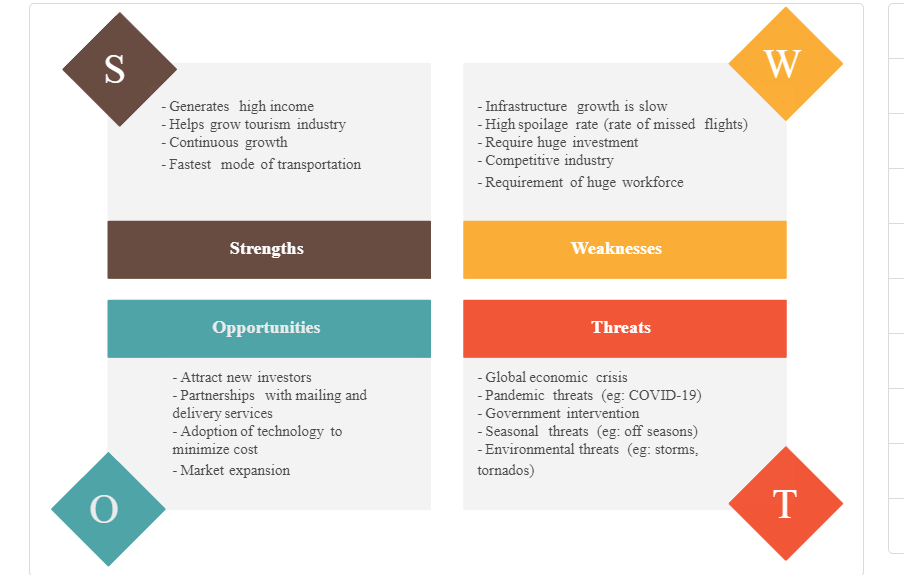 S
- Generates high income
- Helps grow tourism industry
- Continuous growth
- Fastest mode of transportation
Strengths
W
- Infrastructure growth is slow
- High spoilage rate (rate of missed flights)
- Require huge investment
- Competitive industry
- Requirement of huge workforce
Weaknesses
Opportunities
- Attract new investors
- Partnerships with mailing and
delivery services
- Adoption of technology to
minimize cost
- Market expansion
O
Threats
- Global economic crisis
- Pandemic threats (eg: COVID-19)
- Government intervention
- Seasonal threats (eg: off seasons)
- Environmental threats (eg: storms,
tornados)
T